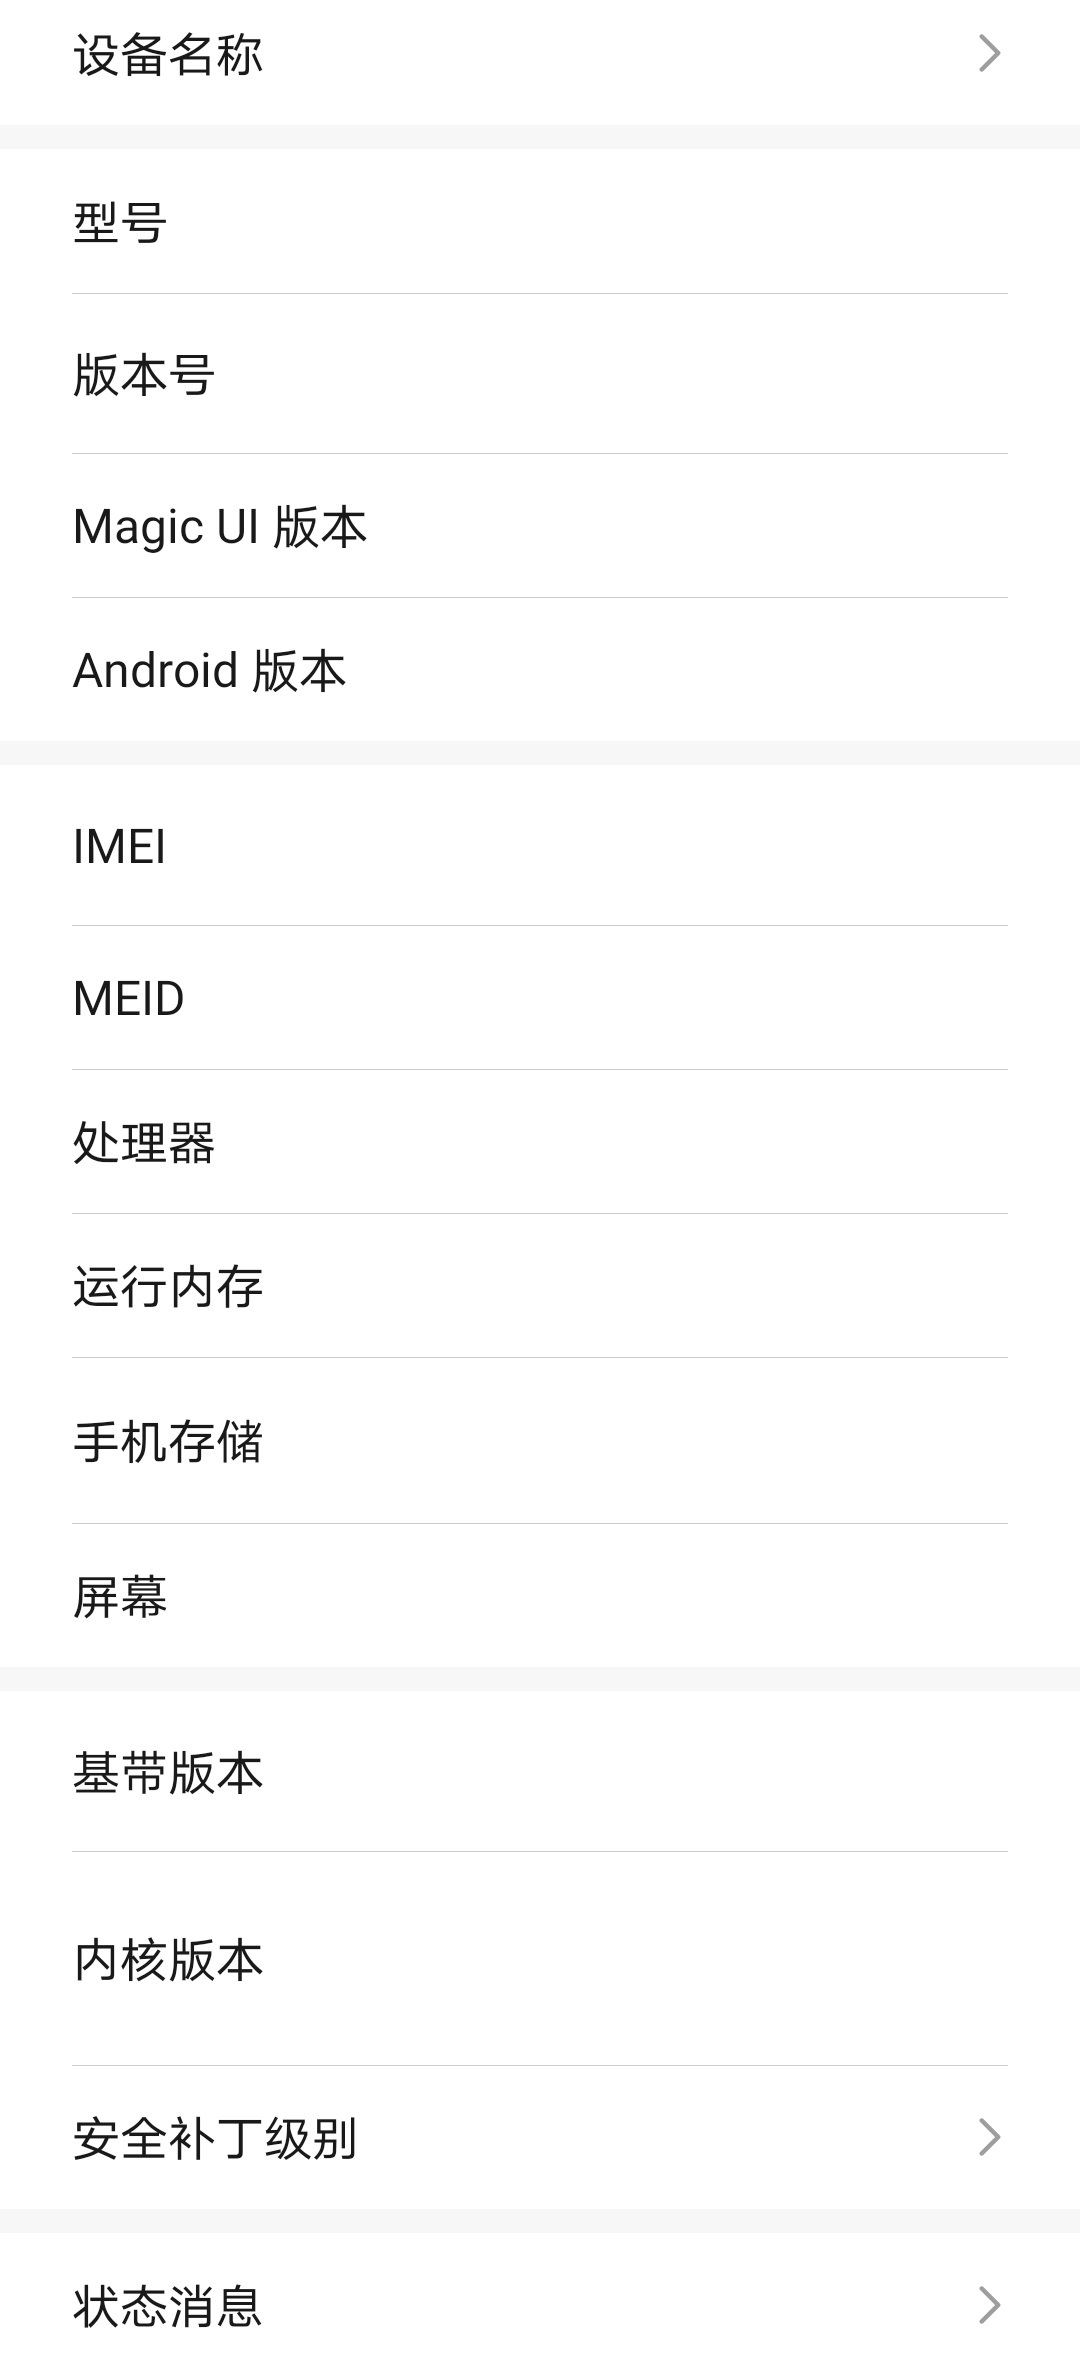 设备名称
型号
版本号
Magic UI 版本
Android 版本
IMEI
MEID
处理器
运行内存
手机存储
屏幕
基带版本
内核版本
安全补丁级别
状态消息